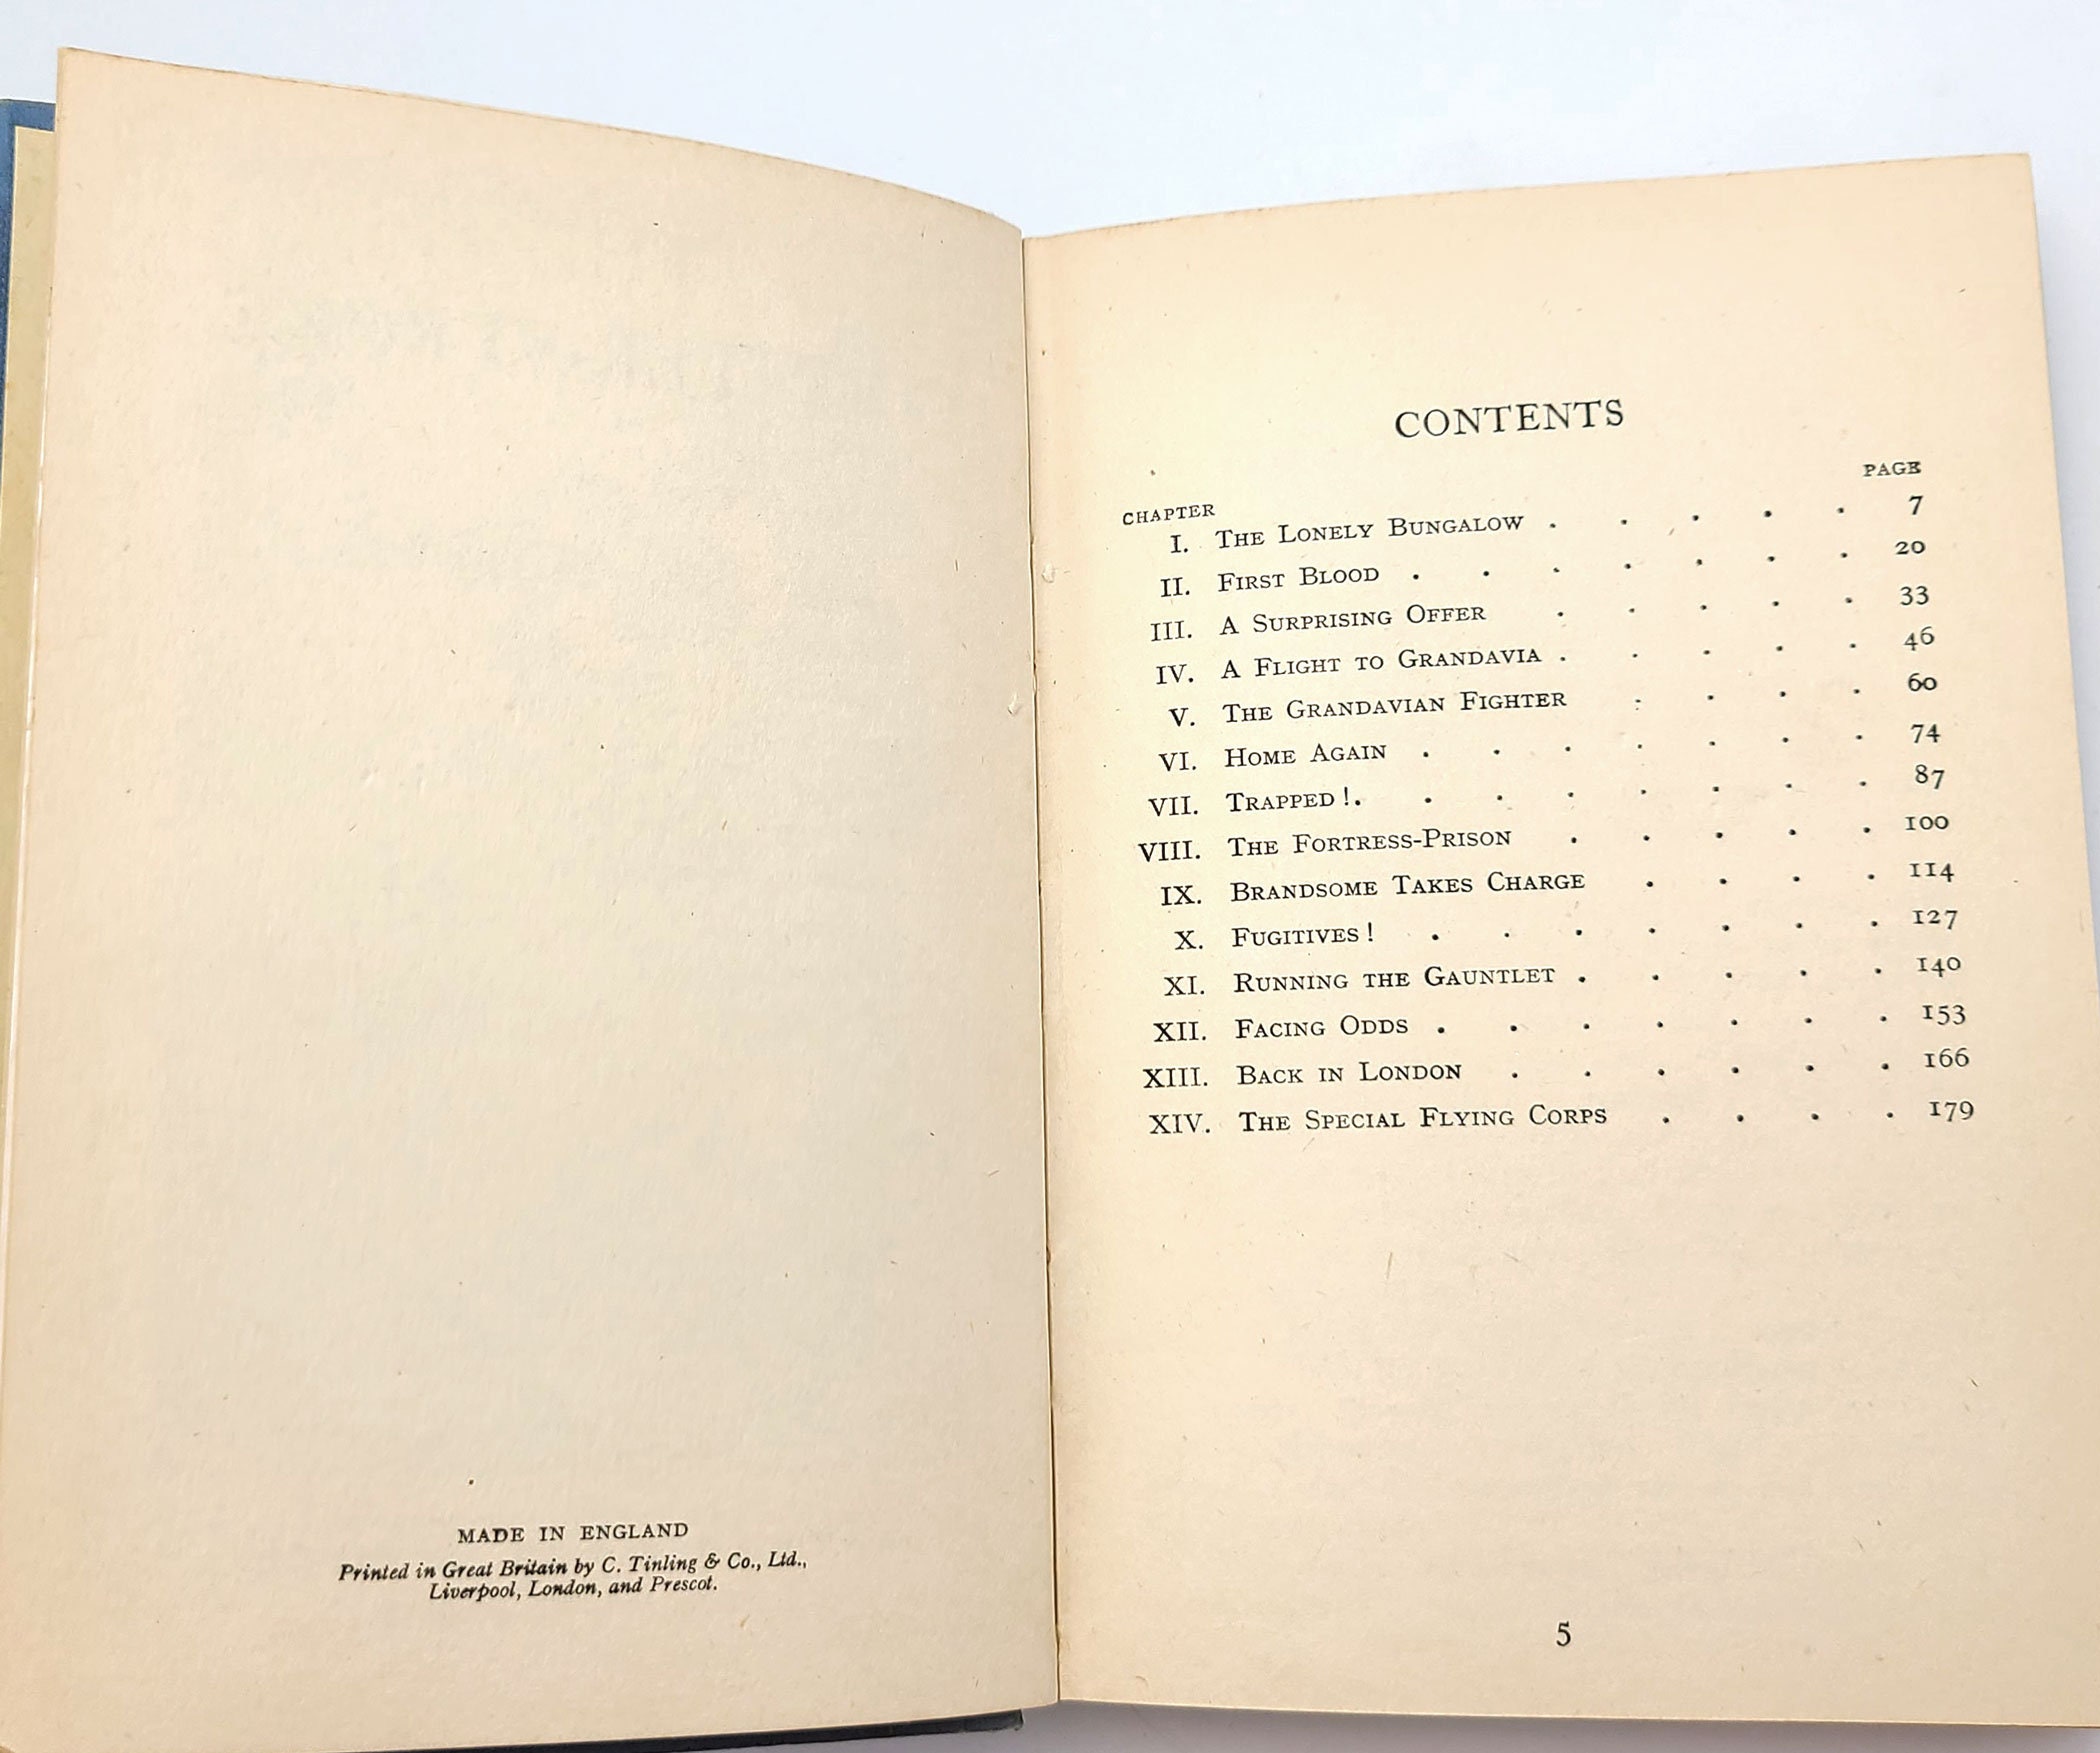 MADE IN ENGLAND
Printed in Great Britain by C. Tinling & Co., Ltd.,
Liverpool, London, and Prescot.
CONTENTS
PAGE
CHAPTER
I. THE LONELY BUNGALOW . . . . . 7
II. FIRST BLOOD . . . . . . . 20
III. A SURPRISING OFFER . . . . . 33
IV. A FLIGHT TO GRANDAVIA . . . . . 46
V. THE GRANDAVIAN FIGHTER . . . . 60
VI. HOME AGAIN . . . . . . . 74
VII. TRAPPED !. . . . . . . . 87
VIII. THE FORTRESS-PRISON . . . . . 100
IX. BRANDSOME TAKES CHARGE . . . . 114
X. FUGITIVES ! . . . . . . . 127
XI. RUNNING THE GAUNTLET . . . . . 140
XII. FACING ODDS . . . . . . . 153
XIII. BACK IN LONDON . . . . . . 166
XIV. THE SPECIAL FLYING CORPS . . . . 179
5